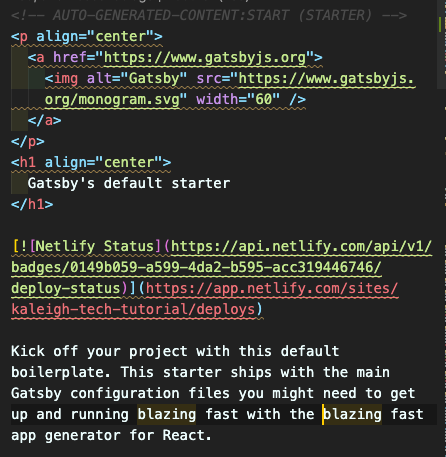 <!-- AUTO-GENERATED-CONTENT:START (STARTER) -->
<p align="center">
<a href="https://www.gatsbyjs.org">
<img alt="Gatsby" src="https://www.gatsbyjs.
org/monogram.svg" width="60" />
</a>
</p>
<h1 align="center">
Gatsby's default starter
</h1>
[![Netlify Status](https://api.netlify.com/api/v1/
badges/0149b059-a599-4da2-b595-acc319446746/
deploy-status)](https://app.netlify.com/sites/
kaleigh-tech-tutorial/deploys)
Kick off your project with this default
boilerplate. This starter ships with the main
Gatsby configuration files you might need to get
up and running blazing fast with the blazing fast
app generator for React.